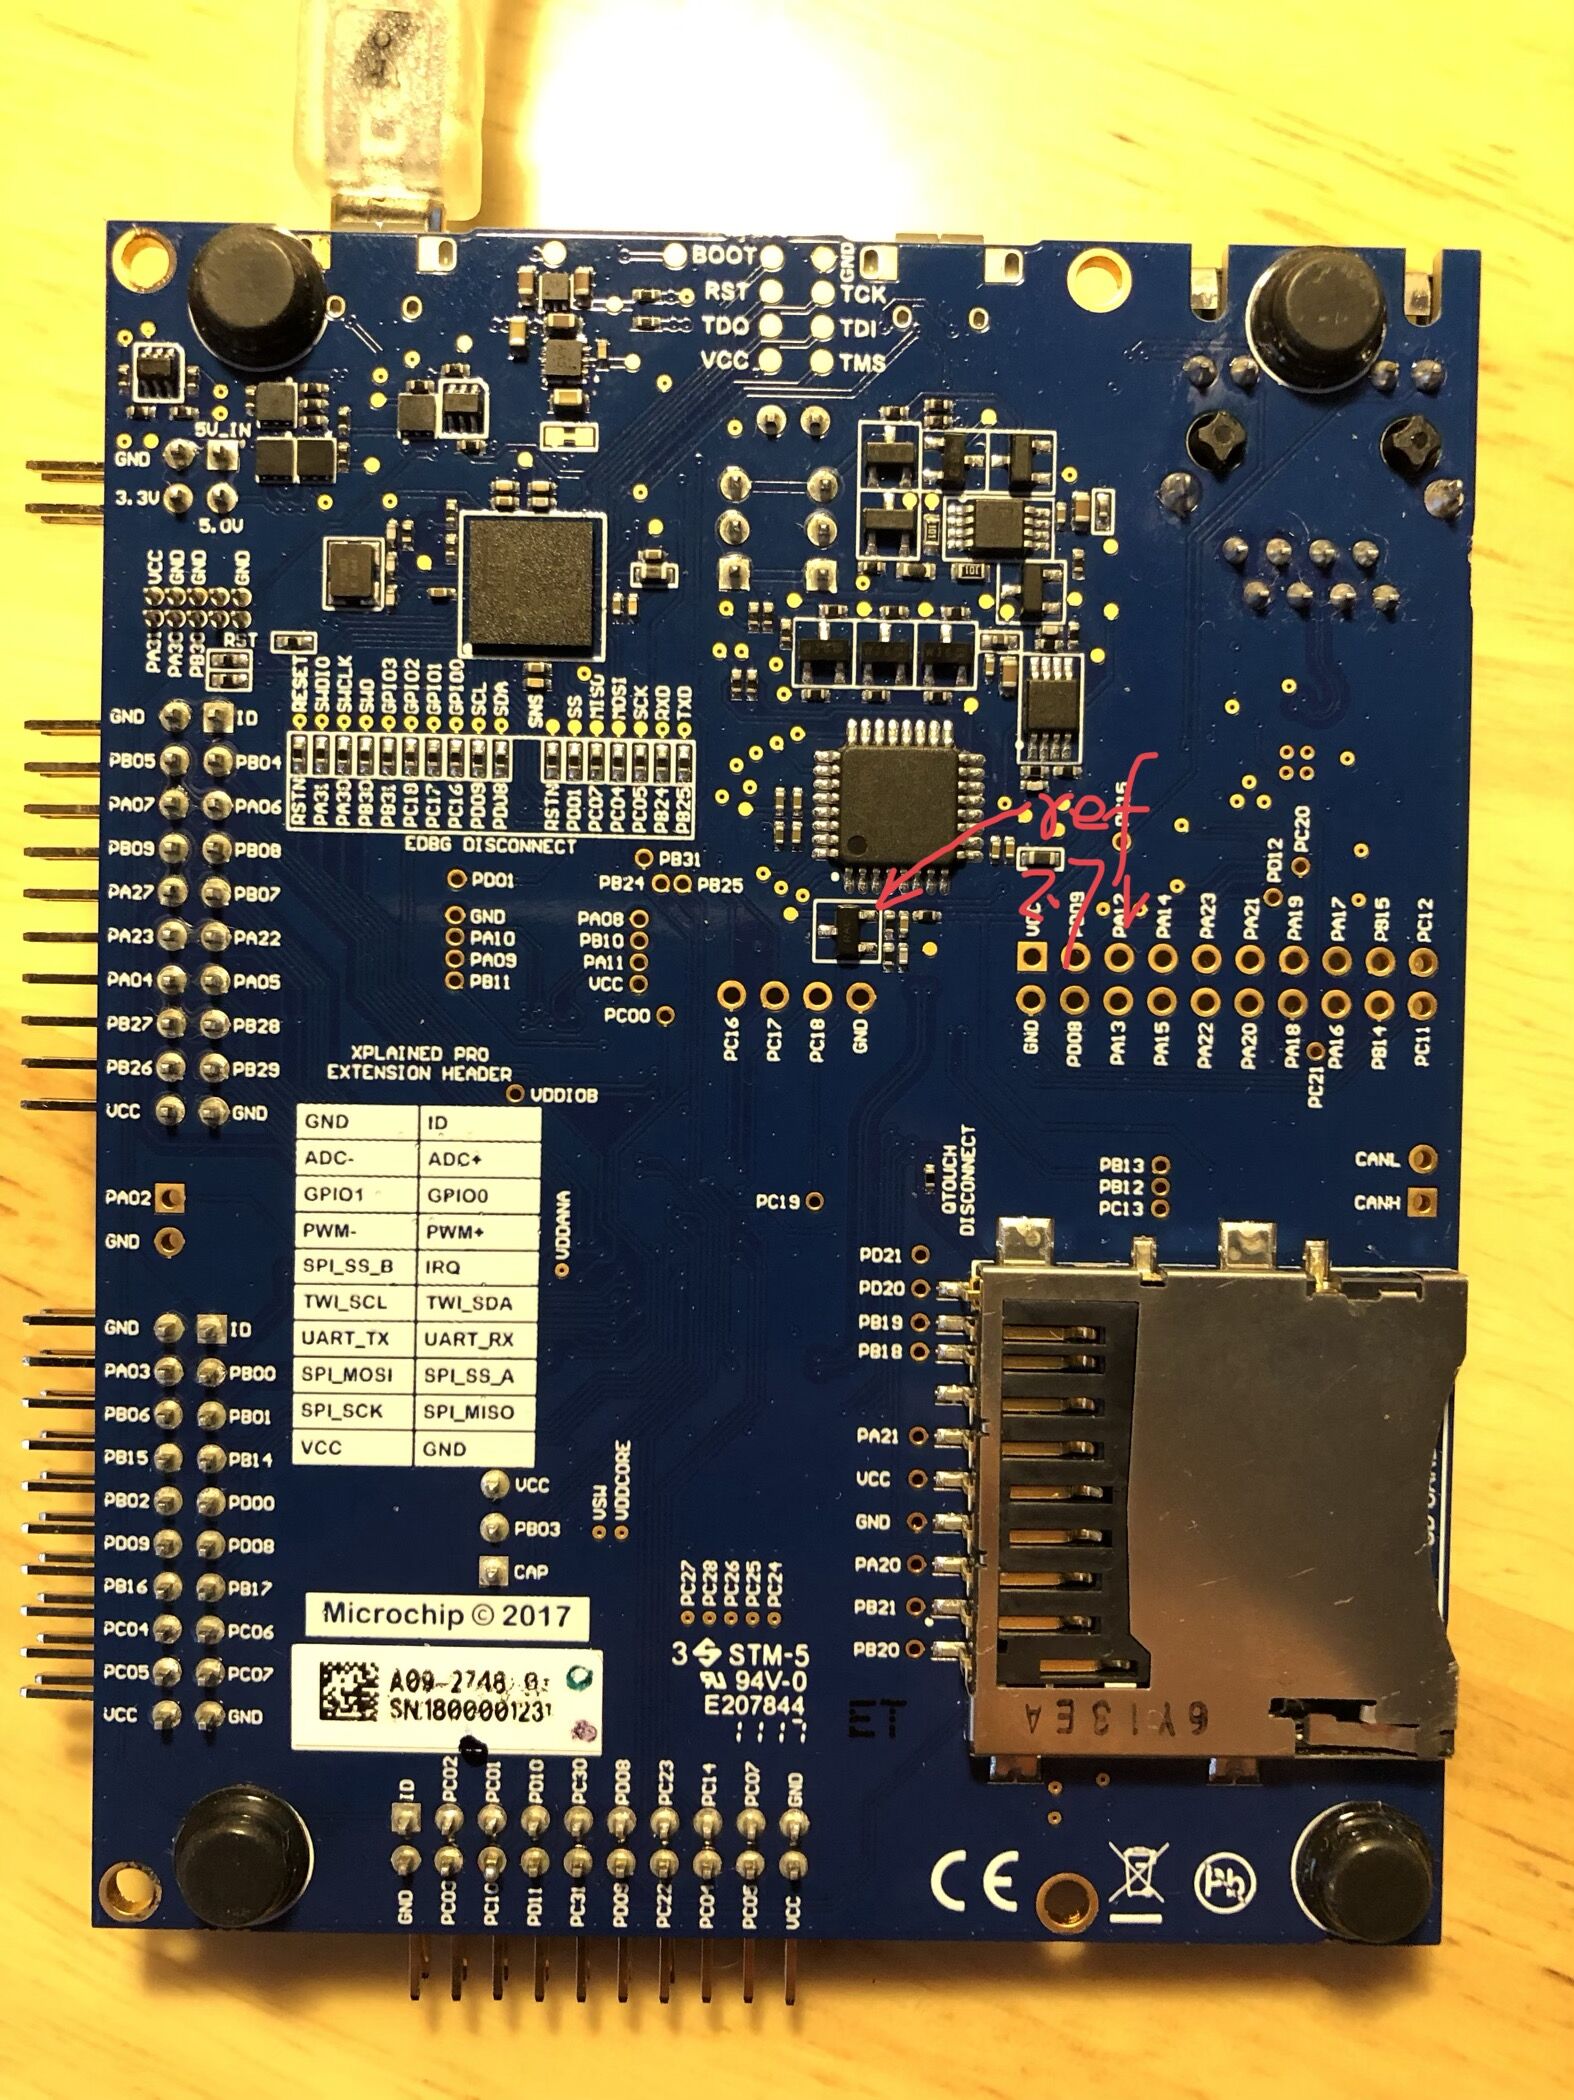 BOOT GND
RST TCK
TDO TDI
VCC TMS
5V_IN
GND
3.3V
5.0V
VCC GND GND GND
PA31
RST
RESET SWDIO SWCLK SWO GPIO3 GPIO2 GPIO1 GPIO0 SCL SDA SS MISO MOSI SCK RXD TXD
RSTN PA31 PA30 PB30 PB31 PC18 PC17 PC16 PD09 RSTN PD01 PC07 PC04 PC05 PB24 PB25
EDBG DISCONNECT
ref
2.7
GND ID
PB05 PB04
PA07 PA06
PB09 PB08
PA27 PB07
PA23 PA22
PA04 PA05
PB27 PB28
PB26 PB29
VCC GND
PB31
PD01 PB24 PB25
GND PA08
PA10 PB10
PA09 PA11
PB11 VCC
PC00
PC20
PD12
PD09 PA12 PA14 PA23 PA21 PA19 PA17 PB15 PC12
GND PD08 PA13 PA15 PA22 PA20 PA18 PA16 PB14 PC11
PC21
PC16 PC17 PC18 GND
XPLAINED PRO
EXTENSION HEADER
VDDIOB
GND ID
ADC- ADC+
GPIO1 GPIO0
PWM- PWM+
SPI_SS_B IRQ
TWI_SCL TWI_SDA
UART_TX UART_RX
SPI_MOSI SPI_SS_A
SPI_SCK SPI_MISO
VCC GND
VDDANA
PA02
GND
PC19
QTOUCH
DISCONNECT
PB13
PB12
PC13
CANL
CANH
PD21
PD20
PB19
PB18
PA21
VCC
GND
PA20
PB21
PB20
GND ID
PA03 PB00
PB06 PB01
PB15 PB14
PB02 PD00
PD09 PD08
PB16 PB17
PC04 PC06
PC05 PC07
VCC GND
VCC
PB03
CAP
VSW
VDDCORE
PC27 PC28 PC26 PC25 PC24
Microchip © 2017
A09-2748
SN1800001231
3 STM-5
94V-0
E207844
ET
6Y13EA
ID PC02 PC01 PD10 PC30 PD08 PC23 PC14 PC07 GND
GND PC03 PC10 PD11 PC31 PD09 PC22 PC04 PC05 VCC
CE